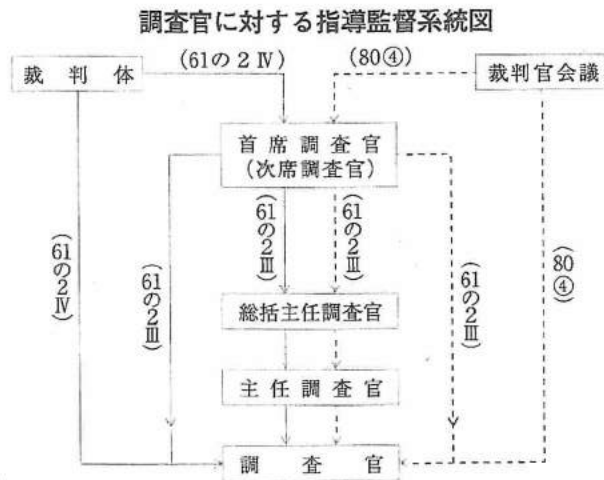 調査官に対する指導監督系統図
(61の2Ⅳ)
(80④)
裁判体
裁判官会議
首席調査官
(次席調査官)
(61の2Ⅳ)
(61の2Ⅲ)
(61の2Ⅲ)
(61の2Ⅲ)
(61の2Ⅲ)
(80④)
総括主任調査官
主任調査官
調査官